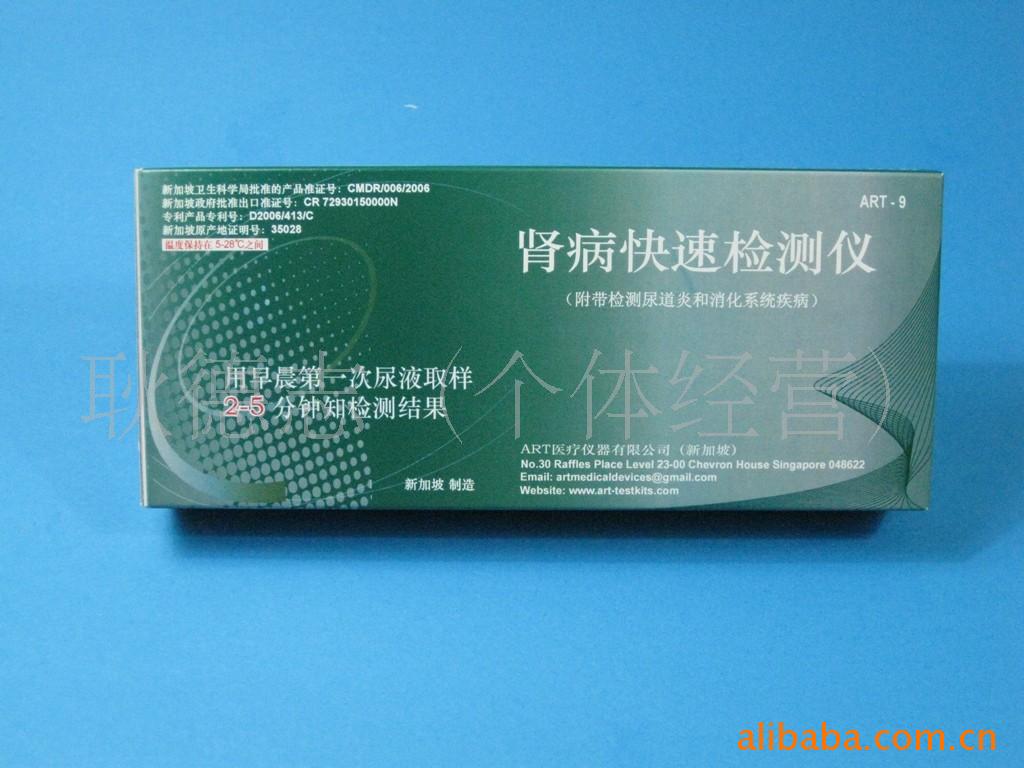 新加坡卫生科学局批准的产品准证号：CMDR/006/2006
新加坡政府批准出口准证号：CR 72930150000N
专利产品专利号：D2006/413/C
新加坡原产地证明号：35028
温度保持在 5-28℃之间
ART - 9
肾病快速检测仪
（附带检测尿道炎和消化系统疾病）
耿德志（个体经营）
用早晨第一次尿液取样
2-5 分钟知检测结果
新加坡 制造
ART医疗仪器有限公司（新加坡）
No.30 Raffles Place Level 23-00 Chevron House Singapore 048622
Email: artmedicaldevices@gmail.com
Website: www.art-testkits.com
alibaba.com.cn